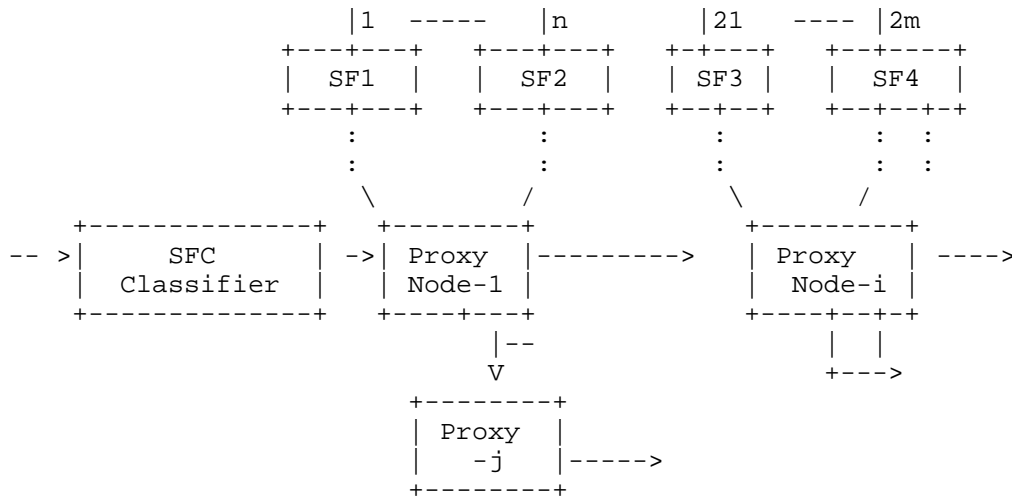 |1 ----- |n |21 ---- |2m
+---+---+ +---+---+ +-+---+ +--+----+
| SF1 | | SF2 | | SF3 | | SF4 |
+---+---+ +---+---+ +--+--+ +--+--+-+
: : : : :
: : : : :
\ / \ /
+--------------+ +--------+ +---------+
-- >| SFC | ->| Proxy |---------> | Proxy | ---->
| Classifier | | Node-1 | | Node-i |
+--------------+ +----+---+ +----+--+-+
|-- | |
V +--->
+--------+
| Proxy |
| -j |----->
+--------+